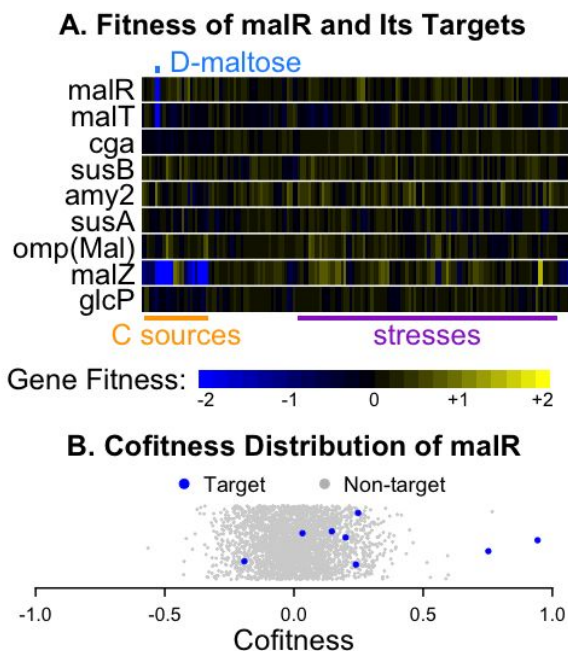 A. Fitness of malR and Its Targets
D-maltose
malR
malT
cga
susB
amy2
susA
omp(Mal)
malZ
glcP
C sources
stresses
Gene Fitness:
-2 -1 0 +1 +2
B. Cofitness Distribution of malR
Target Non-target
-1.0 -0.5 0.0 0.5 1.0
Cofitness